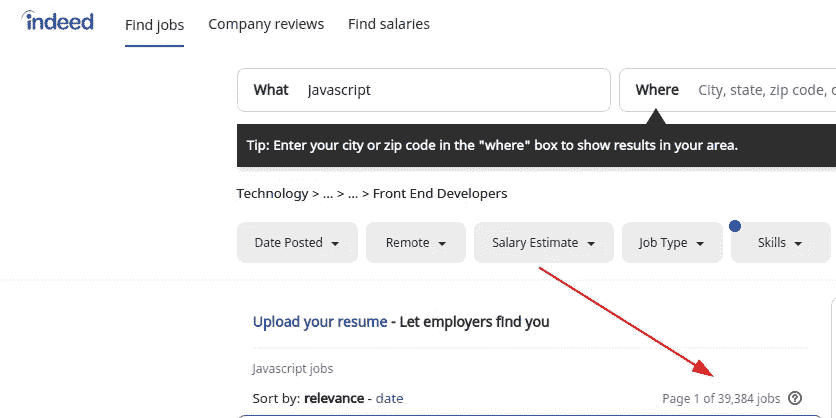 indeed Find jobs Company reviews Find salaries
What Javascript Where City, state, zip code,
Tip: Enter your city or zip code in the "where" box to show results in your area.
Technology > ... > ... > Front End Developers
Date Posted Remote Salary Estimate Job Type Skills
Upload your resume - Let employers find you
Javascript jobs
Sort by: relevance - date Page 1 of 39,384 jobs ?